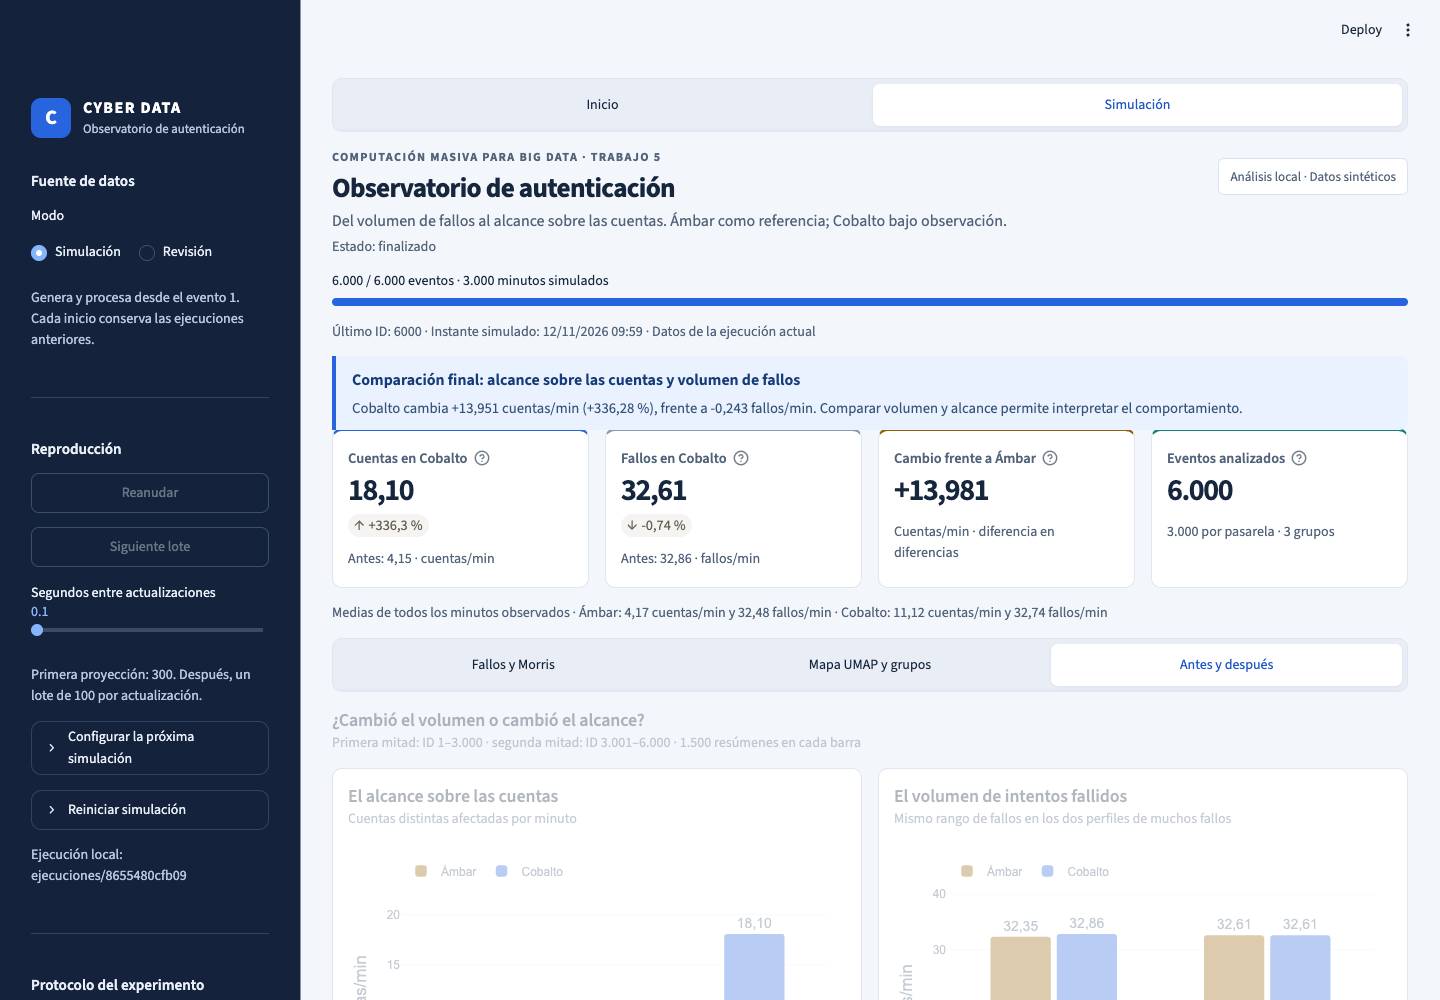 Deploy
C
CYBER DATA
Observatorio de autenticación
Fuente de datos
Modo
Simulación
Revisión
Genera y procesa desde el evento 1.
Cada inicio conserva las ejecuciones
anteriores.
Reproducción
Reanudar
Siguiente lote
Segundos entre actualizaciones
0.1
Primera proyección: 300. Después, un
lote de 100 por actualización.
Configurar la próxima
simulación
Reiniciar simulación
Ejecución local:
ejecuciones/8655480cfb09
Protocolo del experimento
Inicio
Simulación
COMPUTACIÓN MASIVA PARA BIG DATA · TRABAJO 5
Observatorio de autenticación
Análisis local · Datos sintéticos
Del volumen de fallos al alcance sobre las cuentas. Ámbar como referencia; Cobalto bajo observación.
Estado: finalizado
6.000 / 6.000 eventos · 3.000 minutos simulados
Último ID: 6000 · Instante simulado: 12/11/2026 09:59 · Datos de la ejecución actual
Comparación final: alcance sobre las cuentas y volumen de fallos
Cobalto cambia +13,951 cuentas/min (+336,28 %), frente a -0,243 fallos/min. Comparar volumen y alcance permite interpretar el comportamiento.
Cuentas en Cobalto
18,10
↑ +336,3 %
Antes: 4,15 · cuentas/min
Fallos en Cobalto
32,61
↓ -0,74 %
Antes: 32,86 · fallos/min
Cambio frente a Ámbar
+13,981
Cuentas/min · diferencia en
diferencias
Eventos analizados
6.000
3.000 por pasarela · 3 grupos
Medias de todos los minutos observados · Ámbar: 4,17 cuentas/min y 32,48 fallos/min · Cobalto: 11,12 cuentas/min y 32,74 fallos/min
Fallos y Morris
Mapa UMAP y grupos
Antes y después
¿Cambió el volumen o cambió el alcance?
Primera mitad: ID 1–3.000 · segunda mitad: ID 3.001–6.000 · 1.500 resúmenes en cada barra
El alcance sobre las cuentas
Cuentas distintas afectadas por minuto
Ámbar
Cobalto
20
18,10
15
as/min
El volumen de intentos fallidos
Mismo rango de fallos en los dos perfiles de muchos fallos
Ámbar
Cobalto
40
32,35
32,86
32,61
32,61
30
s/min